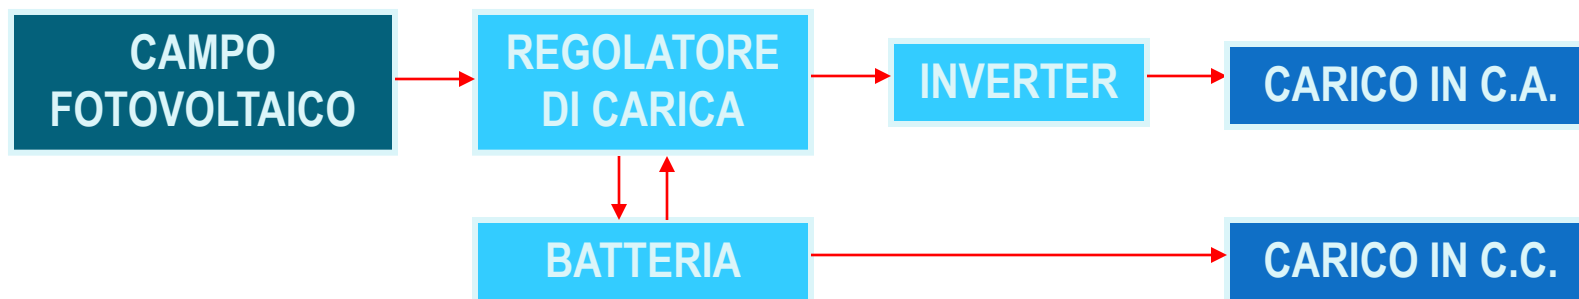 CAMPO
FOTOVOLTAICO
REGOLATORE
DI CARICA
INVERTER
CARICO IN C.A.
BATTERIA
CARICO IN C.C.